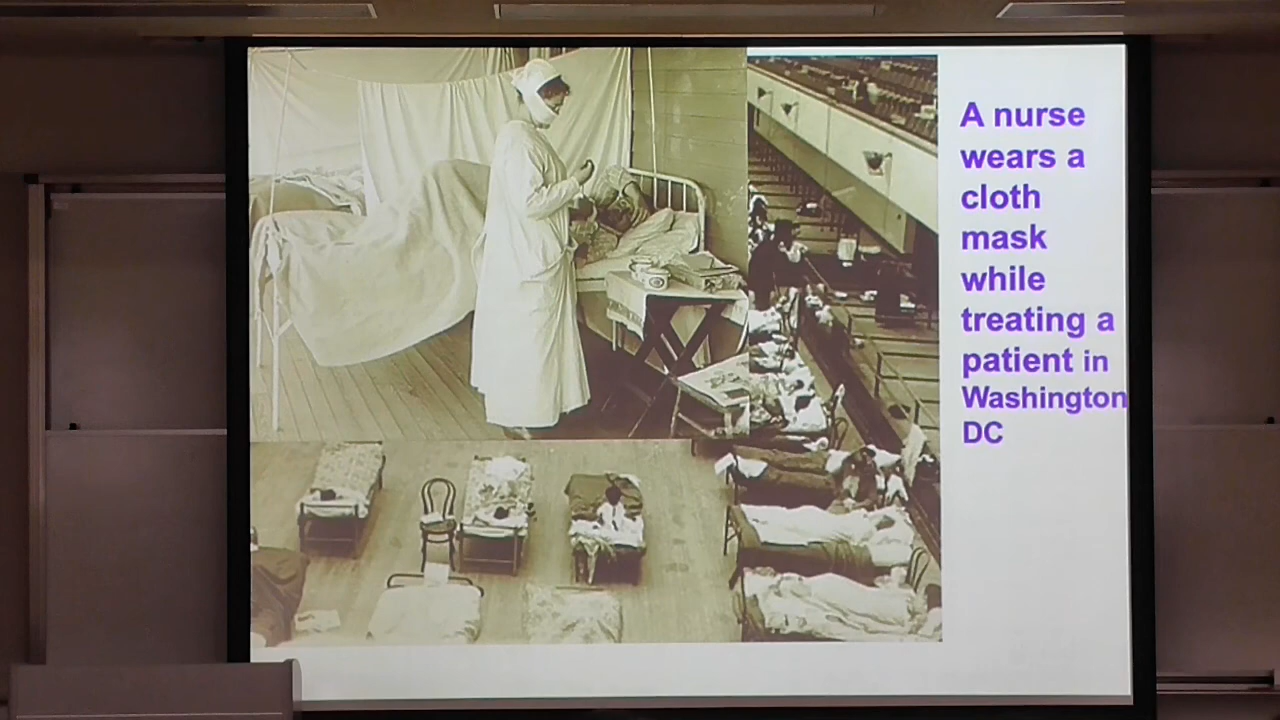 A nurse
wears a
cloth
mask
while
treating a
patient in
Washington
DC